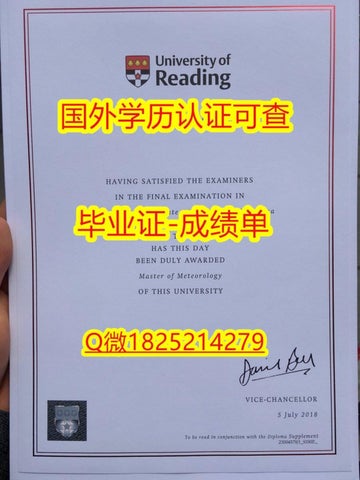 University of
Reading
国外学历认证可查
HAVING SATISFIED THE EXAMINERS
IN THE FINAL EXAMINATION IN
毕业证-成绩单
HAS THIS DAY
BEEN DULY AWARDED
Master of Meteorology
OF THIS UNIVERSITY
Q微1825214279
VICE-CHANCELLOR
5 July 2018
To be read in conjunction with the Diploma Supplement